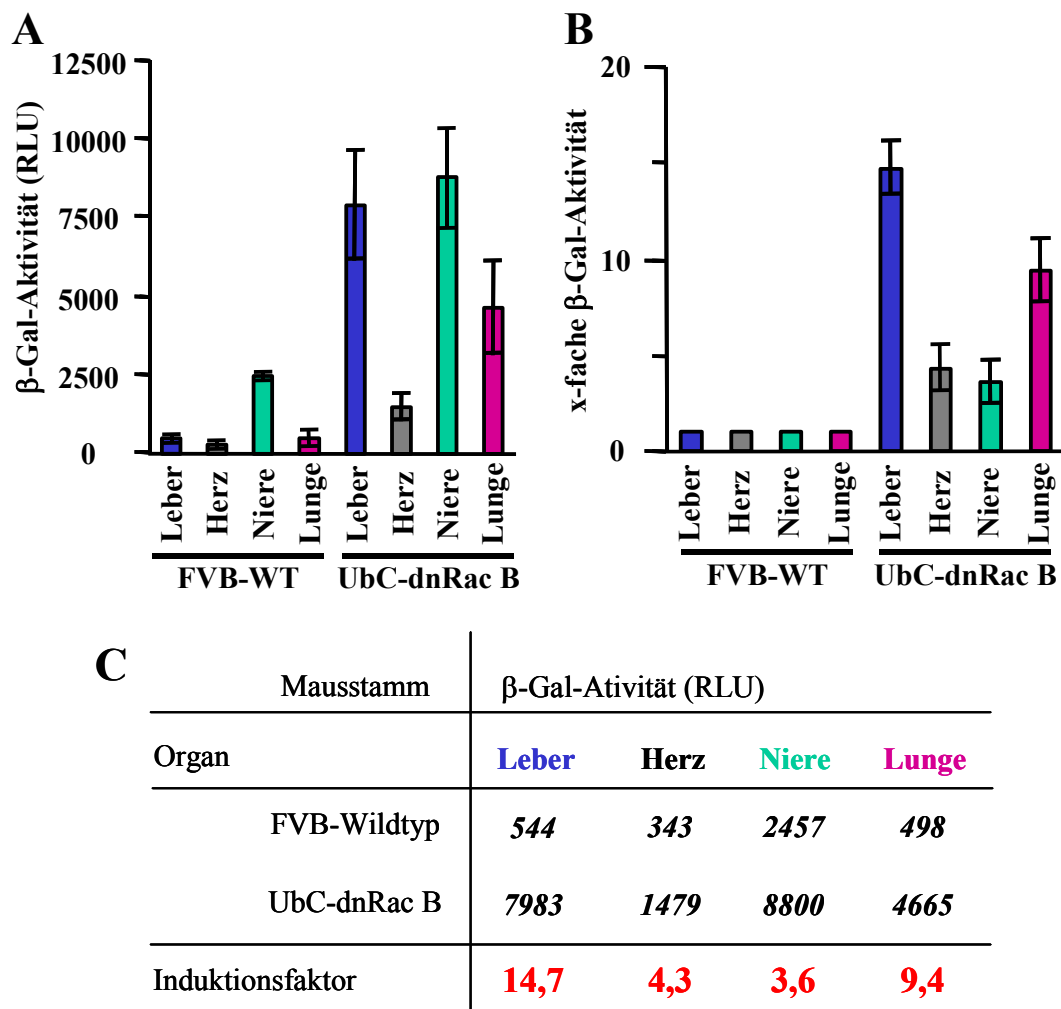 A
β-Gal-Aktivität (RLU)
12500
10000
7500
5000
2500
0
Leber
Herz
Niere
Lunge
Leber
Herz
Niere
Lunge
FVB-WT
UbC-dnRac B
B
x-fache β-Gal-Aktivität
20
10
0
Leber
Herz
Niere
Lunge
Leber
Herz
Niere
Lunge
FVB-WT
UbC-dnRac B
C
Mausstamm β-Gal-Ativität (RLU)
Organ Leber Herz Niere Lunge
FVB-Wildtyp 544 343 2457 498
UbC-dnRac B 7983 1479 8800 4665
Induktionsfaktor 14,7 4,3 3,6 9,4